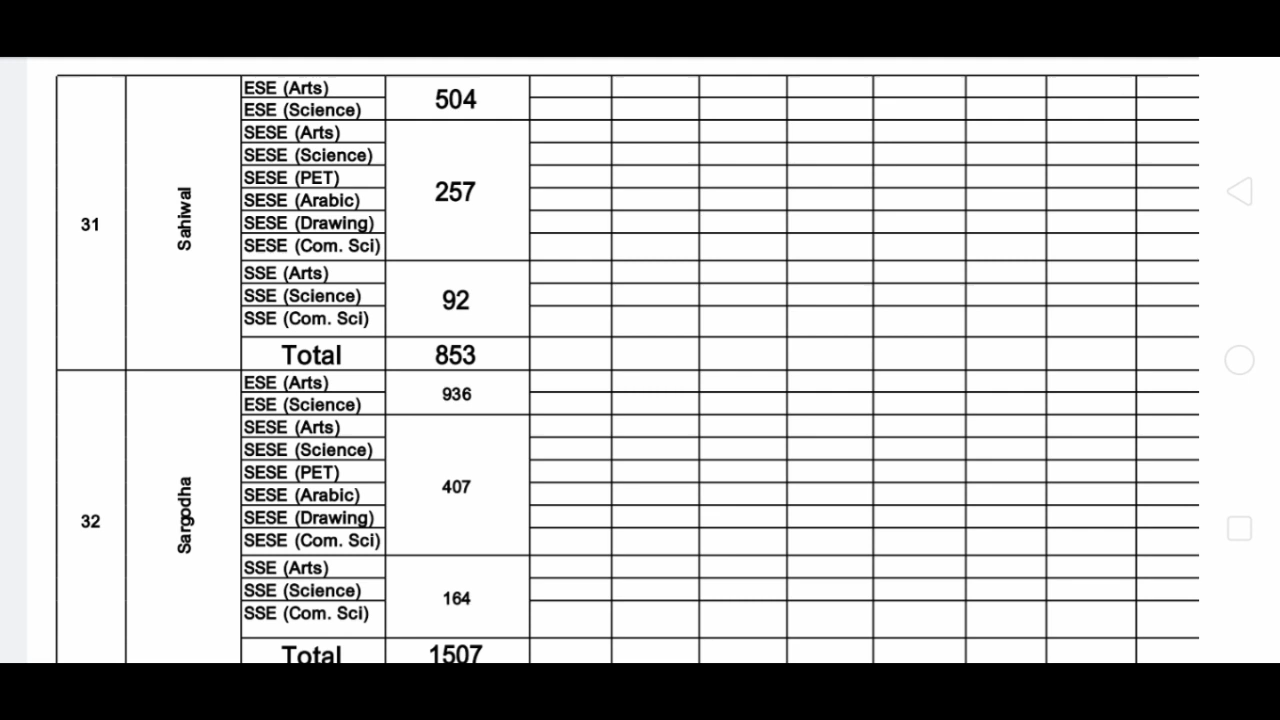 31
Sahiwal
ESE (Arts)
ESE (Science)
504
SESE (Arts)
SESE (Science)
SESE (PET)
SESE (Arabic)
SESE (Drawing)
SESE (Com. Sci)
257
SSE (Arts)
SSE (Science)
SSE (Com. Sci)
92
Total 853
32
Sargodha
ESE (Arts)
ESE (Science)
936
SESE (Arts)
SESE (Science)
SESE (PET)
SESE (Arabic)
SESE (Drawing)
SESE (Com. Sci)
407
SSE (Arts)
SSE (Science)
SSE (Com. Sci)
164
Total 1507